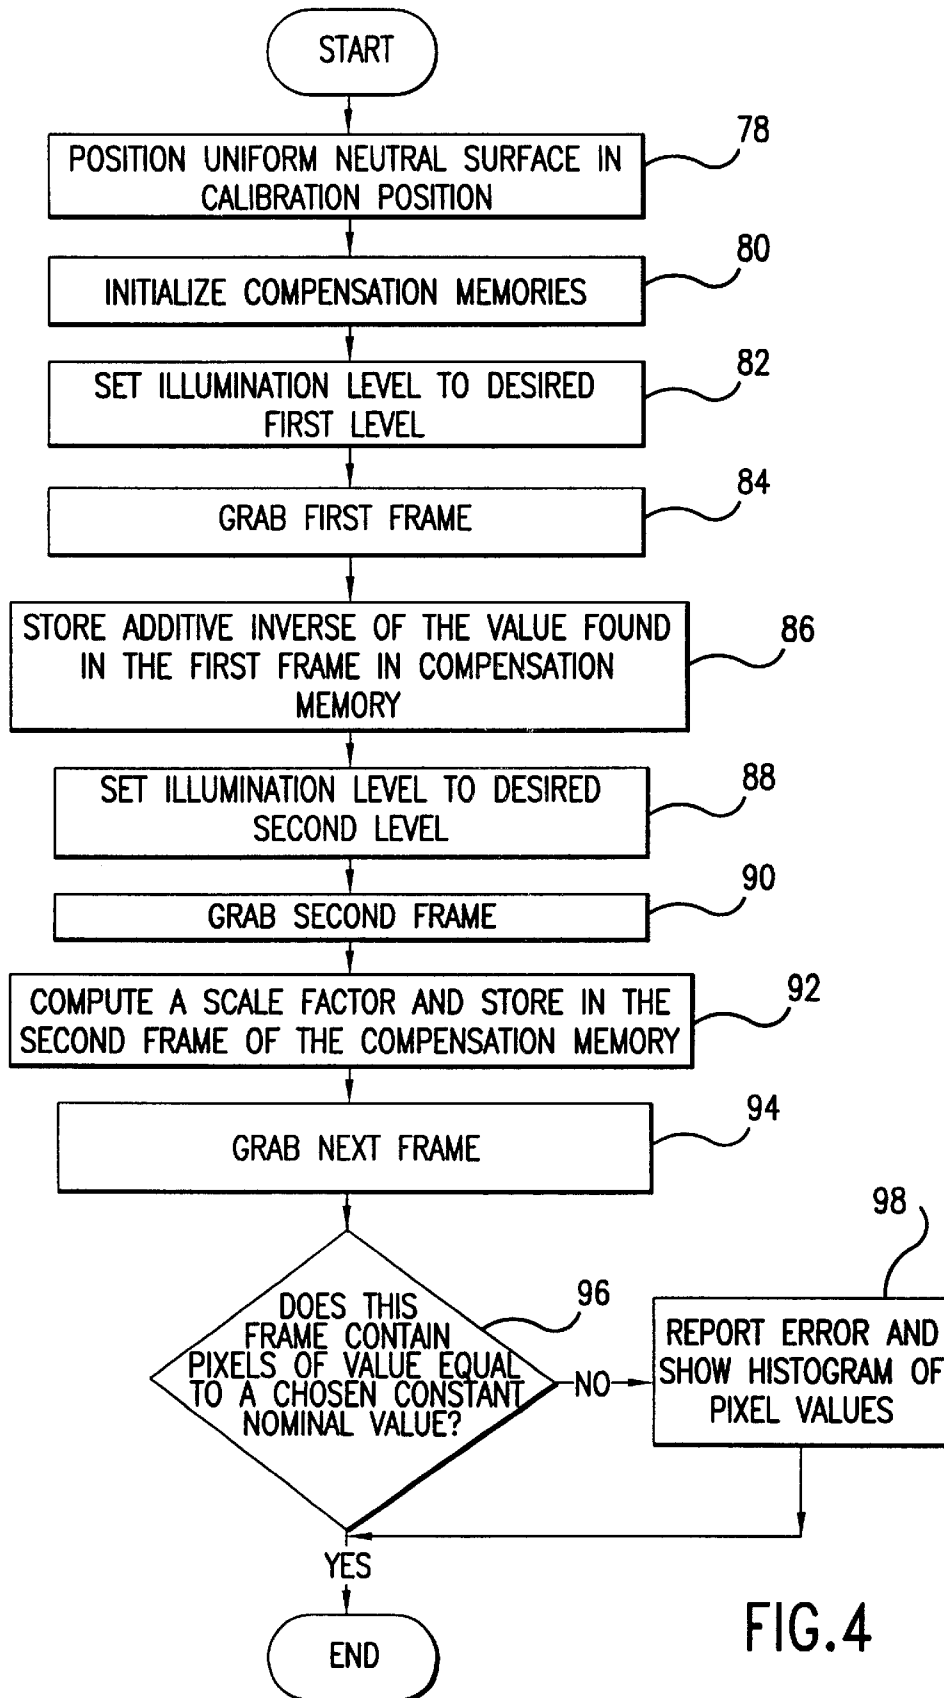 START
POSITION UNIFORM NEUTRAL SURFACE IN
CALIBRATION POSITION
78
INITIALIZE COMPENSATION MEMORIES
80
SET ILLUMINATION LEVEL TO DESIRED
FIRST LEVEL
82
GRAB FIRST FRAME
84
STORE ADDITIVE INVERSE OF THE VALUE FOUND
IN THE FIRST FRAME IN COMPENSATION
MEMORY
86
SET ILLUMINATION LEVEL TO DESIRED
SECOND LEVEL
88
GRAB SECOND FRAME
90
COMPUTE A SCALE FACTOR AND STORE IN THE
SECOND FRAME OF THE COMPENSATION MEMORY
92
GRAB NEXT FRAME
94
DOES THIS
FRAME CONTAIN
PIXELS OF VALUE EQUAL
TO A CHOSEN CONSTANT
NOMINAL VALUE?
96
NO
98
REPORT ERROR AND
SHOW HISTOGRAM OF
PIXEL VALUES
YES
END
FIG.4